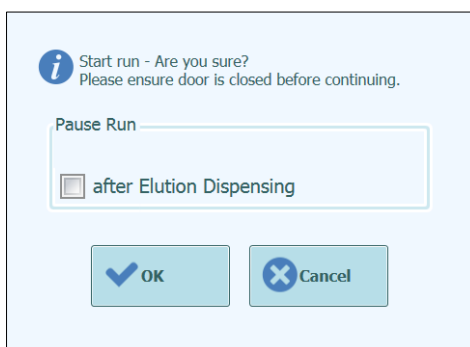 Start run - Are you sure?
Please ensure door is closed before continuing.
Pause Run
after Elution Dispensing
OK
Cancel